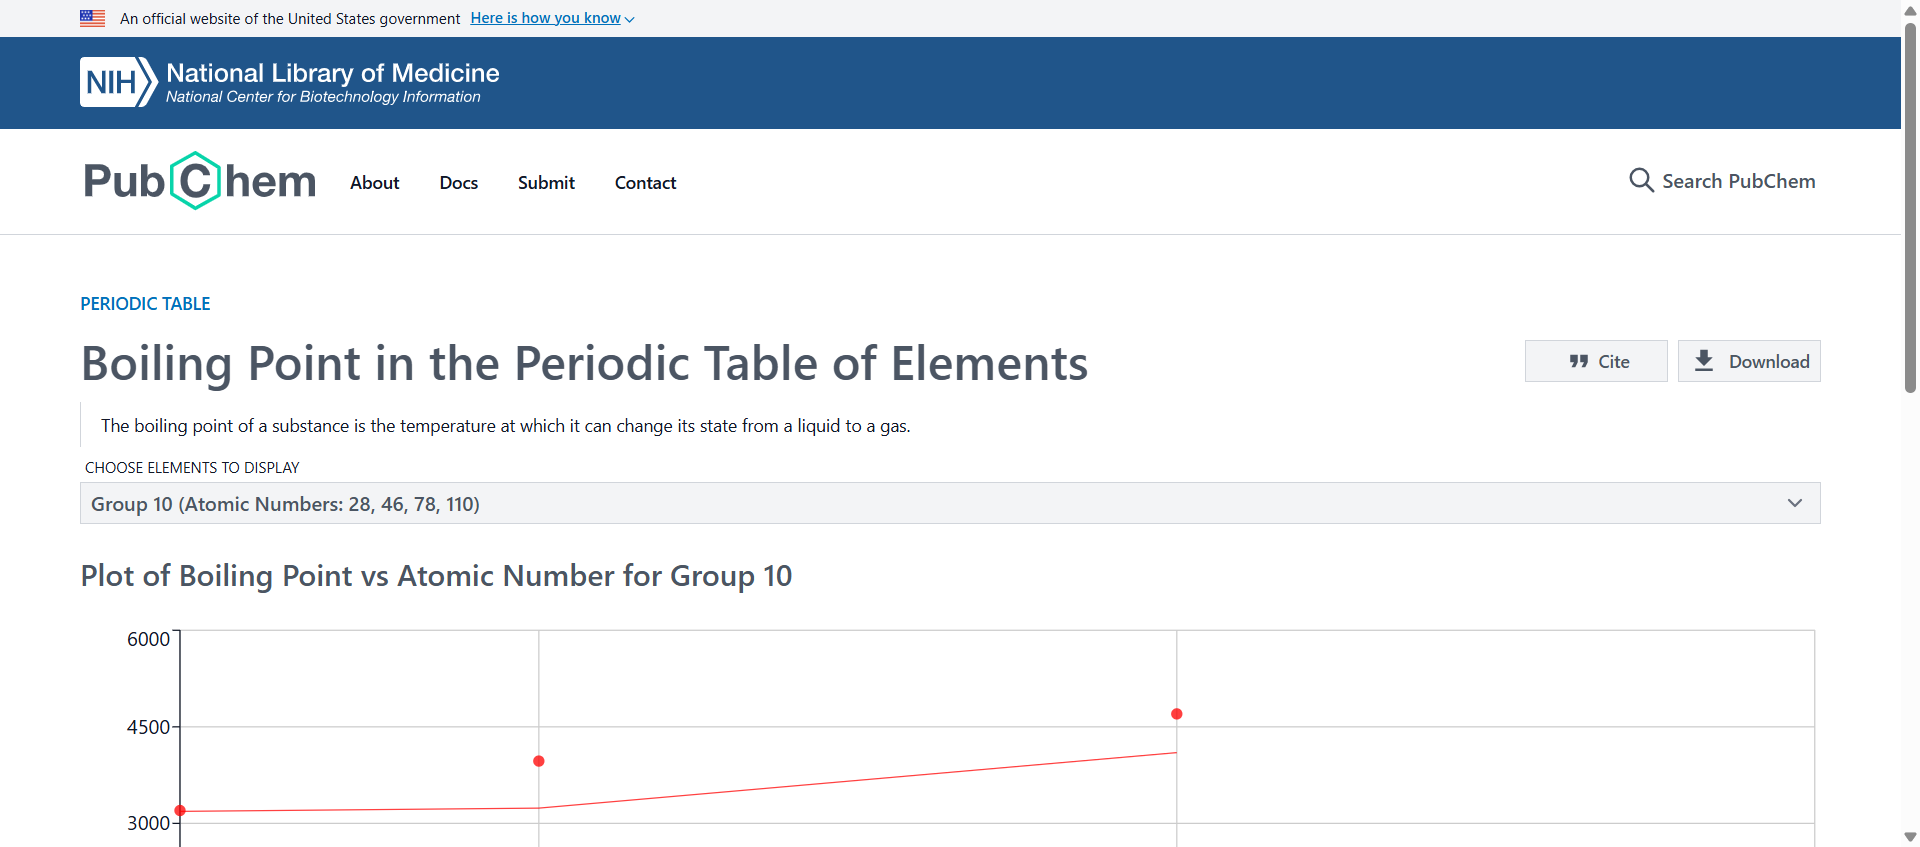 An official website of the United States government Here is how you know
NIH National Library of Medicine
National Center for Biotechnology Information
PubChem About Docs Submit Contact Search PubChem
PERIODIC TABLE
Boiling Point in the Periodic Table of Elements
Cite Download
The boiling point of a substance is the temperature at which it can change its state from a liquid to a gas.
CHOOSE ELEMENTS TO DISPLAY
Group 10 (Atomic Numbers: 28, 46, 78, 110)
Plot of Boiling Point vs Atomic Number for Group 10
6000
4500
3000